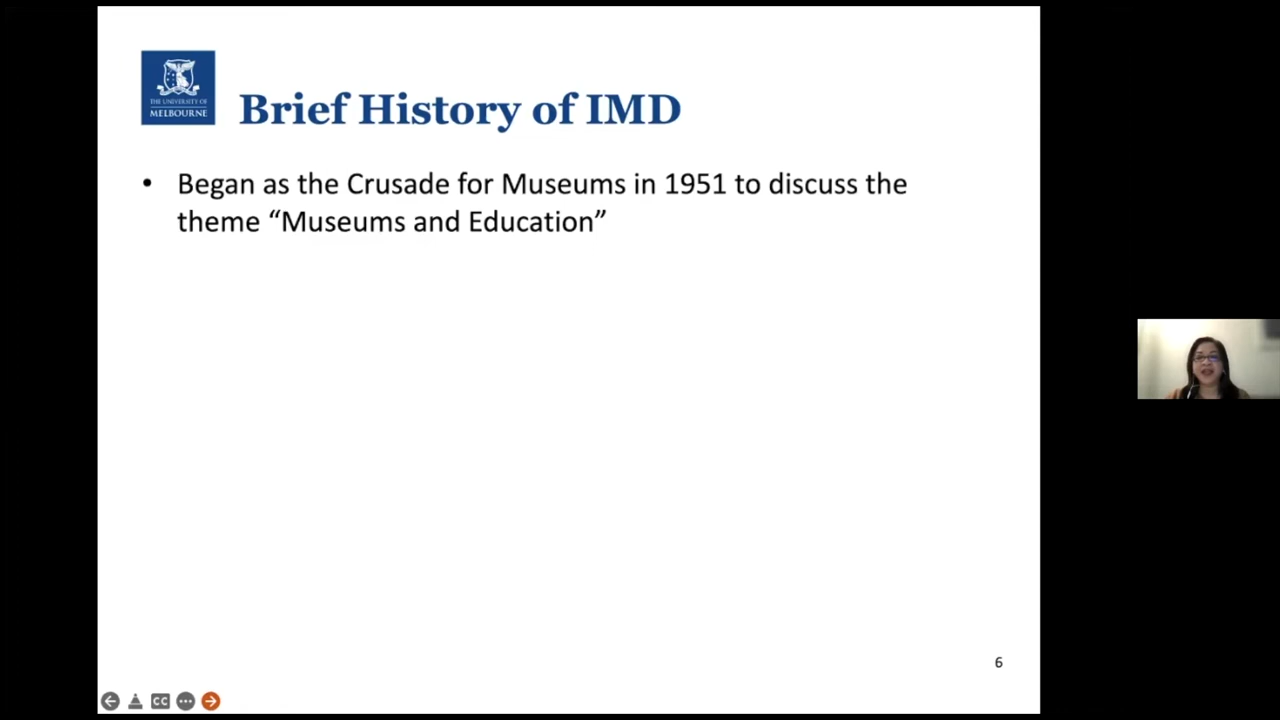 THE UNIVERSITY OF
MELBOURNE
Brief History of IMD
• Began as the Crusade for Museums in 1951 to discuss the
theme “Museums and Education”
6
CC